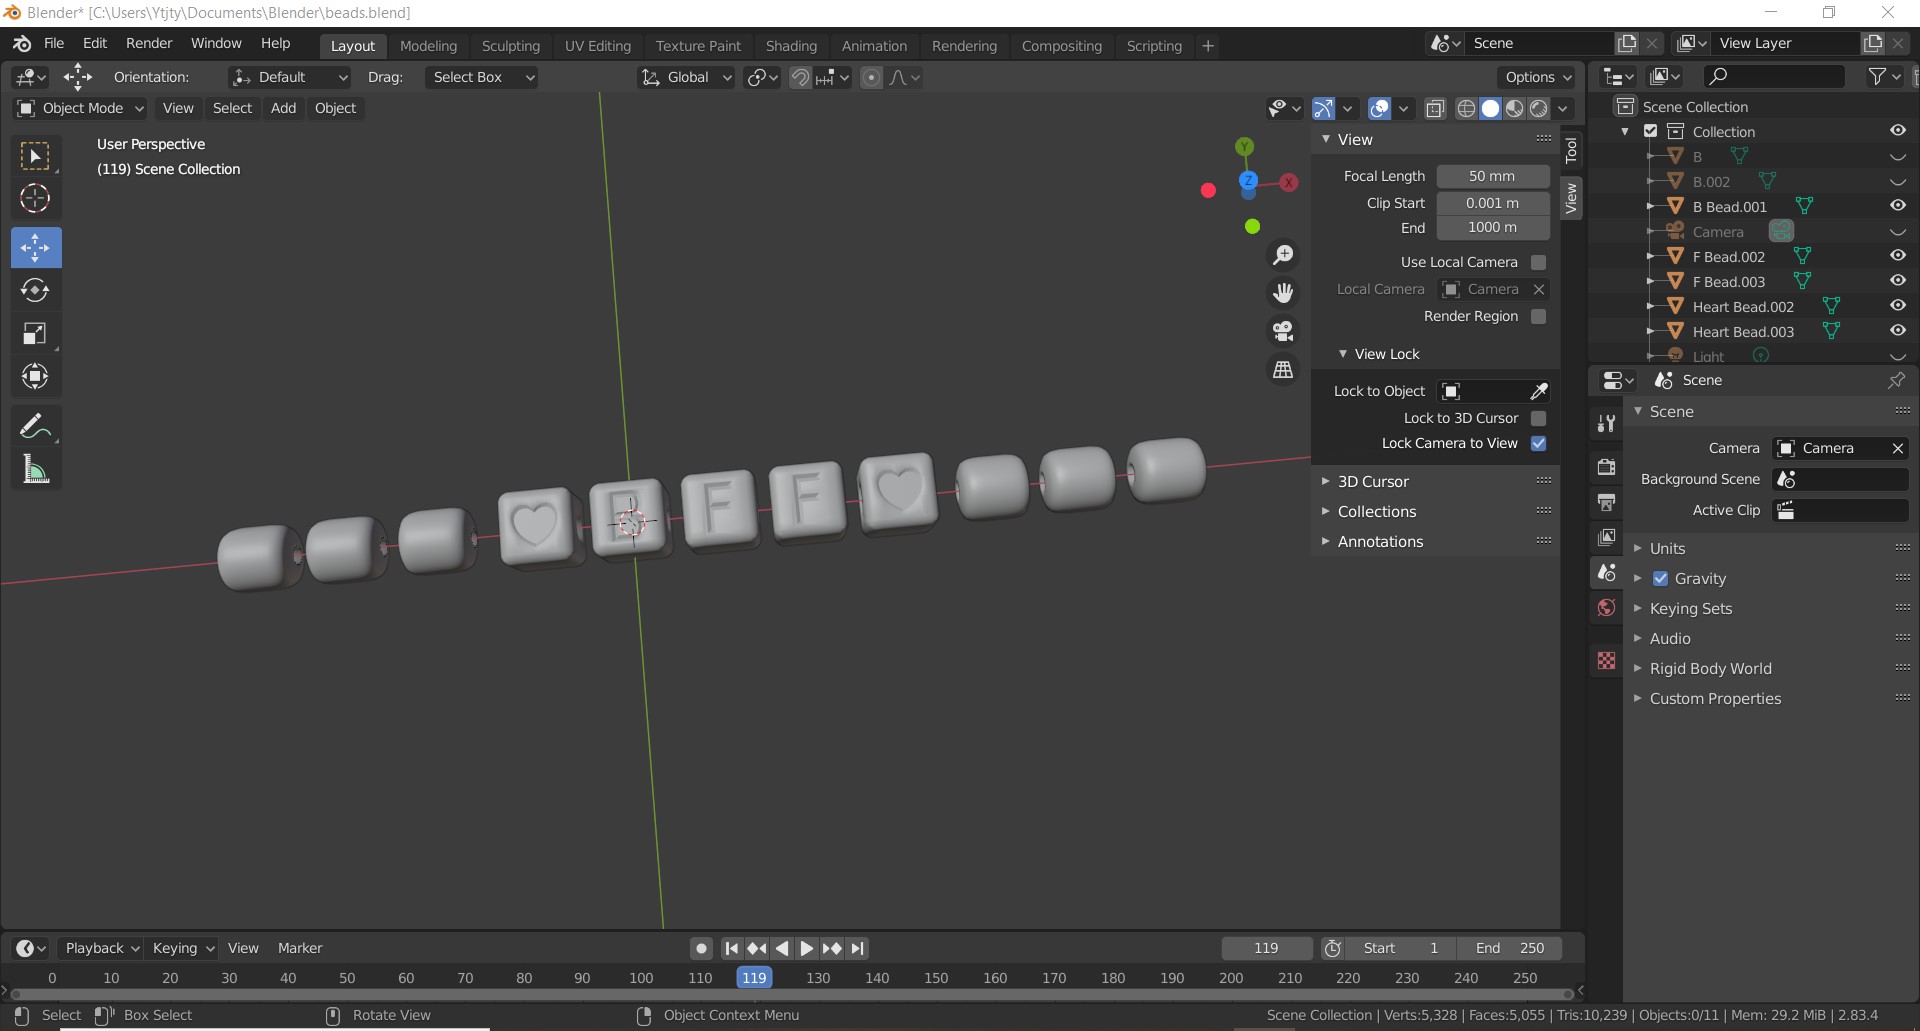 Blender* [C:\Users\Ytjty\Documents\Blender\beads.blend]
File Edit Render Window Help Layout Modeling Sculpting UV Editing Texture Paint Shading Animation Rendering Compositing Scripting + Scene View Layer
Orientation: Default Drag: Select Box Global Options
Object Mode View Select Add Object
User Perspective
(119) Scene Collection
Y
X
Z
B
F
F
View
Focal Length 50 mm
Clip Start 0.001 m
End 1000 m
Use Local Camera
Local Camera Camera
Render Region
View Lock
Lock to Object
Lock to 3D Cursor
Lock Camera to View
3D Cursor
Collections
Annotations
Tool
View
Scene Collection
Collection
B
B.002
B Bead.001
Camera
F Bead.002
F Bead.003
Heart Bead.002
Heart Bead.003
Light
Scene
Scene
Camera Camera
Background Scene
Active Clip
Units
Gravity
Keying Sets
Audio
Rigid Body World
Custom Properties
Playback Keying View Marker 119 Start 1 End 250
0 10 20 30 40 50 60 70 80 90 100 110 119 130 140 150 160 170 180 190 200 210 220 230 240 250
Select Box Select Rotate View Object Context Menu Scene Collection | Verts:5,328 | Faces:5,055 | Tris:10,239 | Objects:0/11 | Mem: 29.2 MiB | 2.83.4